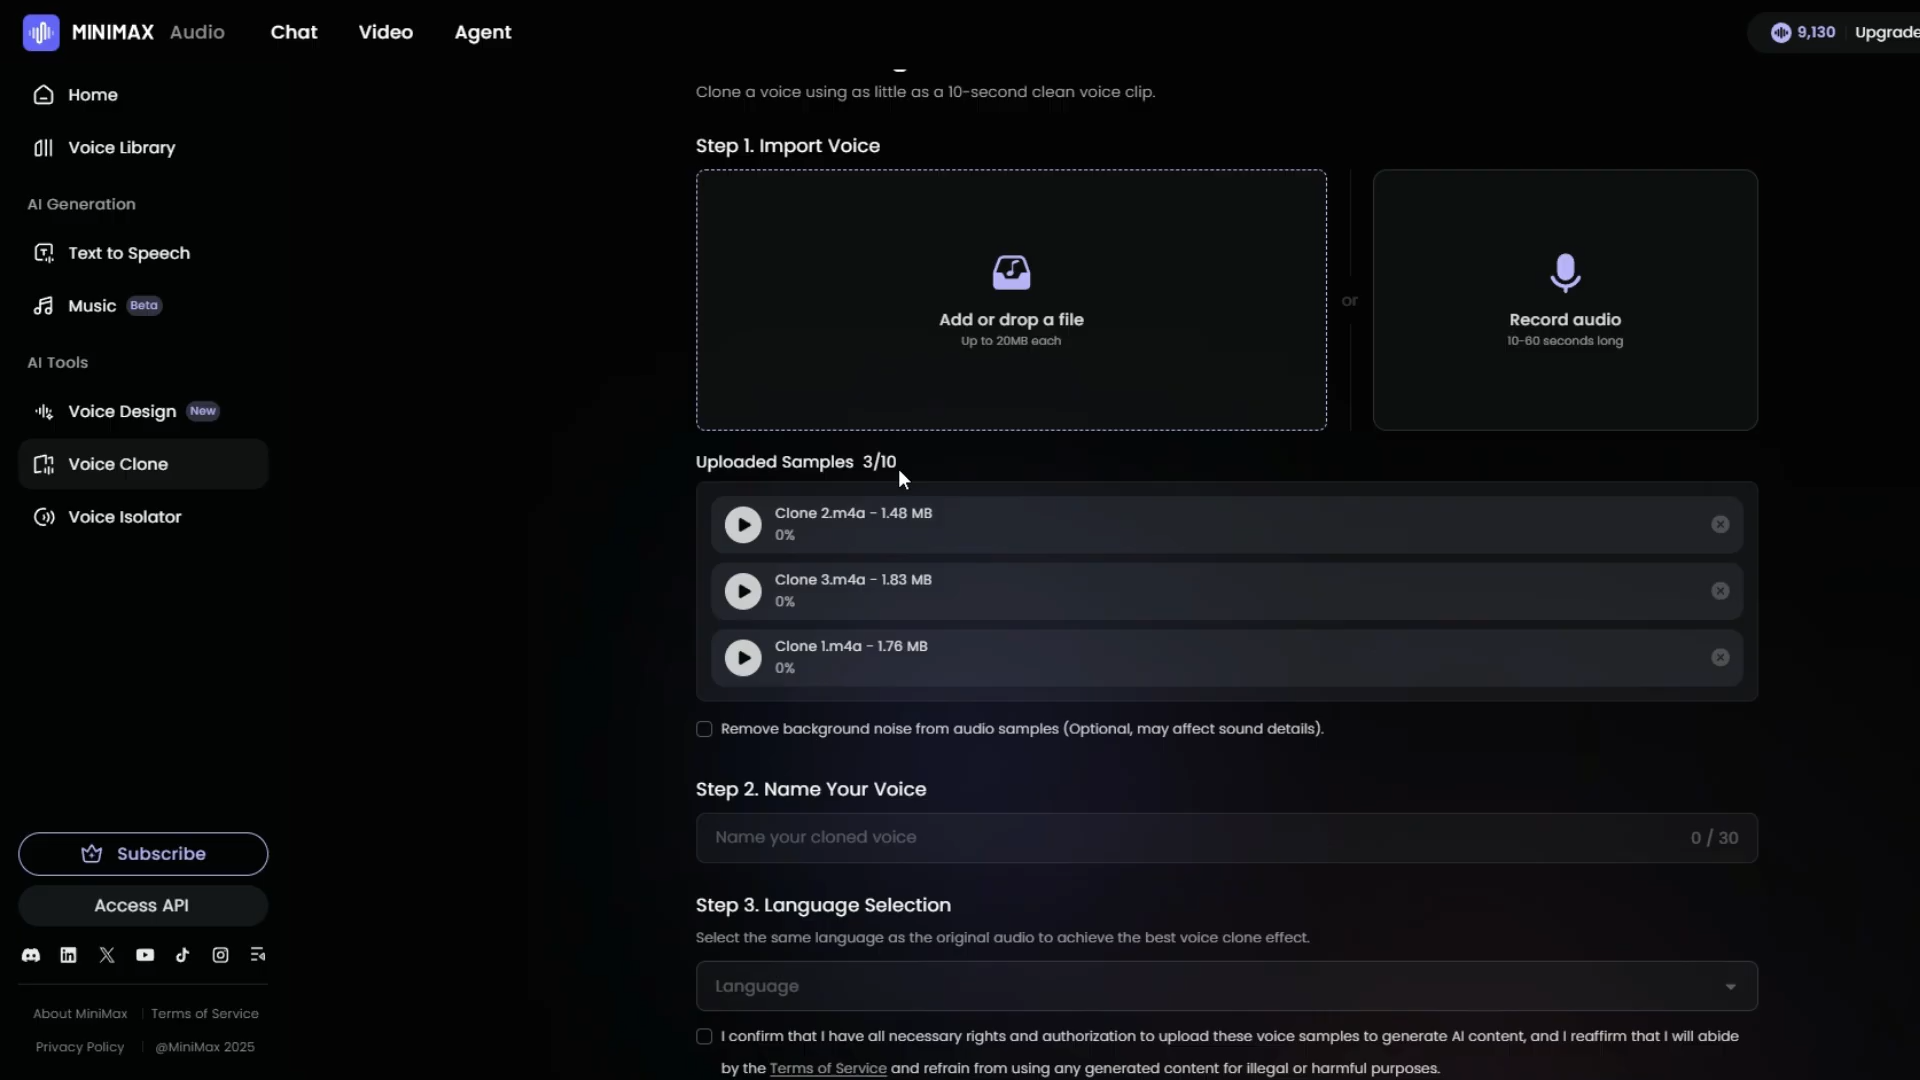 MINIMAX Audio
Chat
Video
Agent
9,130
Upgrade
Home
Voice Library
AI Generation
Text to Speech
Music Beta
AI Tools
Voice Design New
Voice Clone
Voice Isolator
Subscribe
Access API
About MiniMax
Terms of Service
Privacy Policy
@MiniMax 2025
Clone a voice using as little as a 10-second clean voice clip.
Step 1. Import Voice
Add or drop a file
Up to 20MB each
or
Record audio
10-60 seconds long
Uploaded Samples 3/10
Clone 2.m4a - 1.48 MB
0%
Clone 3.m4a - 1.83 MB
0%
Clone 1.m4a - 1.76 MB
0%
Remove background noise from audio samples (Optional, may affect sound details).
Step 2. Name Your Voice
Name your cloned voice
0 / 30
Step 3. Language Selection
Select the same language as the original audio to achieve the best voice clone effect.
Language
I confirm that I have all necessary rights and authorization to upload these voice samples to generate AI content, and I reaffirm that I will abide
by the Terms of Service and refrain from using any generated content for illegal or harmful purposes.